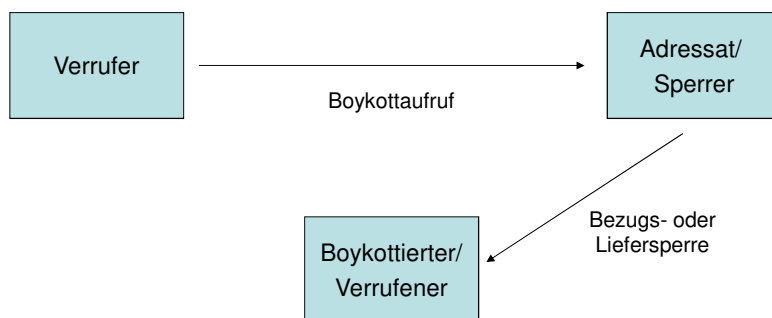 Verrufer
Adressat/
Sperrer
Boykottaufruf
Bezugs- oder
Liefersperre
Boykottierter/
Verrufener